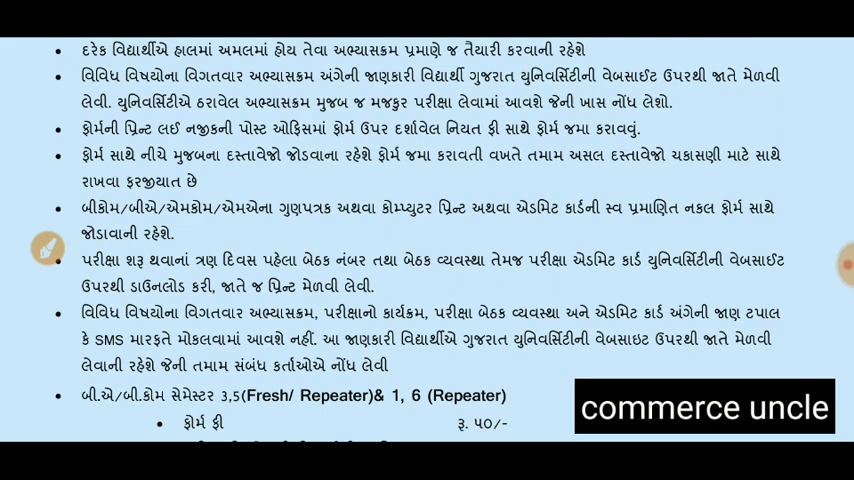 • દરેક વિદ્યાર્થીએ હાલમાં અમલમાં હોય તેવા અભ્યાસક્રમ પ્રમાણે જ તૈયારી કરવાની રહેશે
• વિવિધ વિષયોના વિગતવાર અભ્યાસક્રમ અંગેની જાણકારી વિદ્યાર્થી ગુજરાત યુનિવર્સિટીની વેબસાઈટ ઉપરથી જાતે મેળવી
લેવી. યુનિવર્સિટીએ ઠરાવેલ અભ્યાસક્રમ મુજબ જ મજકુર પરીક્ષા લેવામાં આવશે જેની ખાસ નોંધ લેશો.
• ફોર્મની પ્રિન્ટ લઈ નજીકની પોસ્ટ ઓફિસમાં ફોર્મ ઉપર દર્શાવેલ નિયત ફી સાથે ફોર્મ જમા કરાવવું.
• ફોર્મ સાથે નીચે મુજબના દસ્તાવેજો જોડવાના રહેશે ફોર્મ જમા કરાવતી વખતે તમામ અસલ દસ્તાવેજો ચકાસણી માટે સાથે
રાખવા ફરજીયાત છે
• બીકોમ/બીએ/એમકોમ/એમએના ગુણપત્રક અથવા કોમ્પ્યુટર પ્રિન્ટ અથવા એડમિટ કાર્ડની સ્વ પ્રમાણિત નકલ ફોર્મ સાથે
જોડાવાની રહેશે.
• પરીક્ષા શરૂ થવાનાં ત્રણ દિવસ પહેલા બેઠક નંબર તથા બેઠક વ્યવસ્થા તેમજ પરીક્ષા એડમિટ કાર્ડ યુનિવર્સિટીની વેબસાઈટ
ઉપરથી ડાઉનલોડ કરી, જાતે જ પ્રિન્ટ મેળવી લેવી.
• વિવિધ વિષયોના વિગતવાર અભ્યાસક્રમ, પરીક્ષાનો કાર્યક્રમ, પરીક્ષા બેઠક વ્યવસ્થા અને એડમિટ કાર્ડ અંગેની જાણ ટપાલ
કે SMS મારફતે મોકલવામાં આવશે નહીં. આ જાણકારી વિદ્યાર્થીએ ગુજરાત યુનિવર્સિટીની વેબસાઇટ ઉપરથી જાતે મેળવી
લેવાની રહેશે જેની તમામ સંબંધ કર્તાઓએ નોંધ લેવી
• બી.એ/બી.કોમ સેમેસ્ટર ૩,૫(Fresh/ Repeater)& 1, 6 (Repeater)
• ફોર્મ ફી રૂ. ૫૦/-
commerce uncle